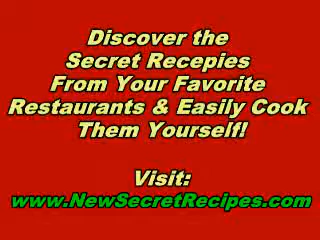 Discover the
Secret Recepies
From Your Favorite
Restaurants & Easily Cook
Them Yourself!
Visit:
www.NewSecretRecipes.com